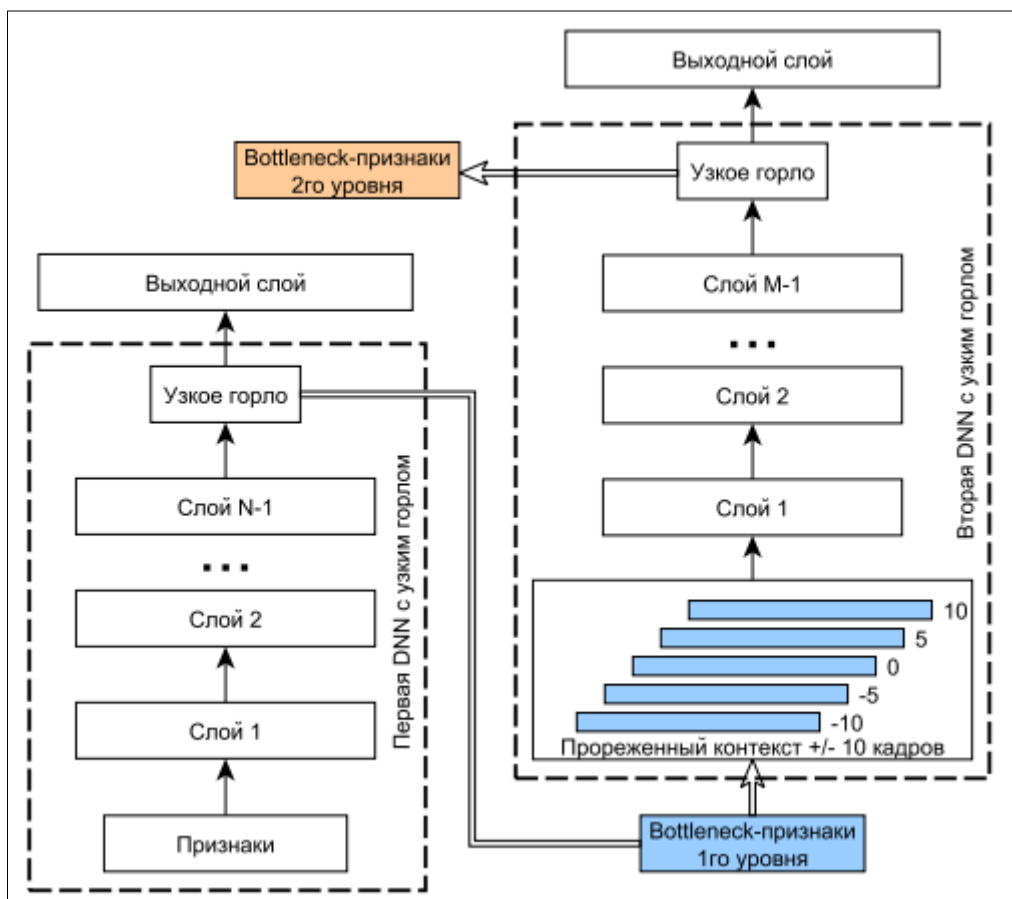 Выходной слой
Узкое горло
Слой N-1
...
Слой 2
Слой 1
Признаки
Первая DNN с узким горлом
Выходной слой
Узкое горло
Bottleneck-признаки
2го уровня
Слой M-1
...
Слой 2
Слой 1
10
5
0
-5
-10
Прореженный контекст +/- 10 кадров
Вторая DNN с узким горлом
Bottleneck-признаки
1го уровня